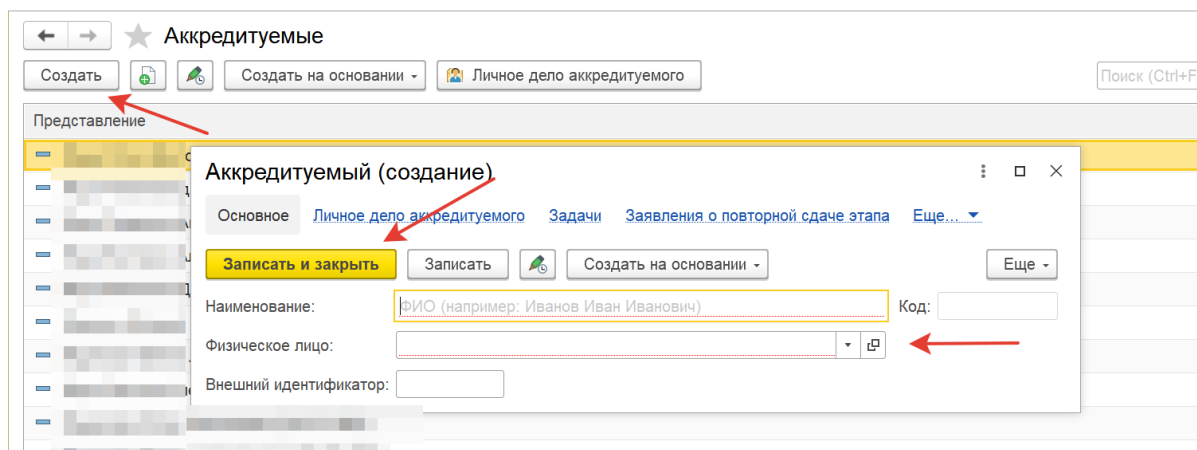 Аккредитуемые
Создать Создать на основании Личное дело аккредитуемого Поиск (Ctrl+F
Представление
Аккредитуемый (создание)
Основное Личное дело аккредитуемого Задачи Заявления о повторной сдаче этапа Еще...
Записать и закрыть Записать Создать на основании Еще
Наименование: ФИО (например: Иванов Иван Иванович) Код:
Физическое лицо:
Внешний идентификатор: